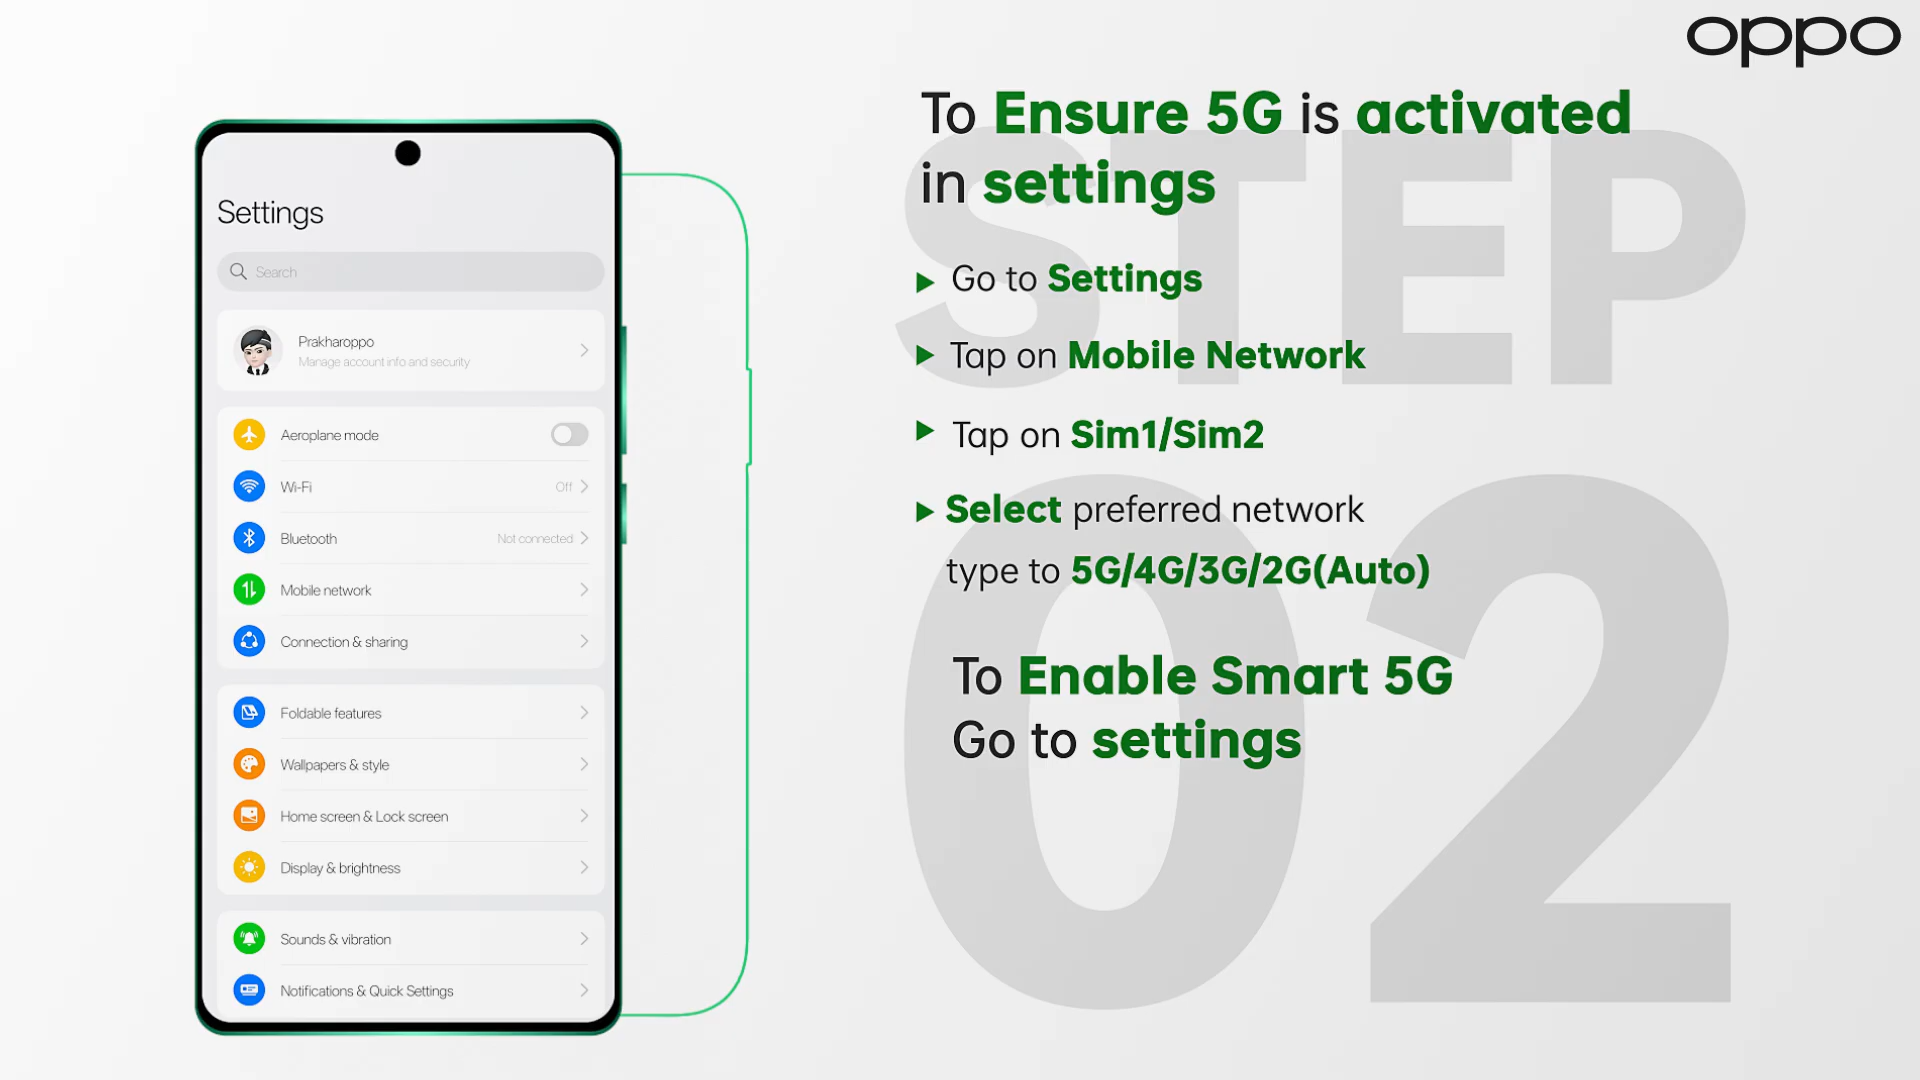 oppo
To Ensure 5G is activated
in settings
Go to Settings
Tap on Mobile Network
Tap on Sim1/Sim2
Select preferred network
type to 5G/4G/3G/2G(Auto)
To Enable Smart 5G
Go to settings
STEP
02
Settings
Search
Prakharoppo
Manage account info and security
Aeroplane mode
Wi-Fi Off
Bluetooth Not connected
Mobile network
Connection & sharing
Foldable features
Wallpapers & style
Home screen & Lock screen
Display & brightness
Sounds & vibration
Notifications & Quick Settings